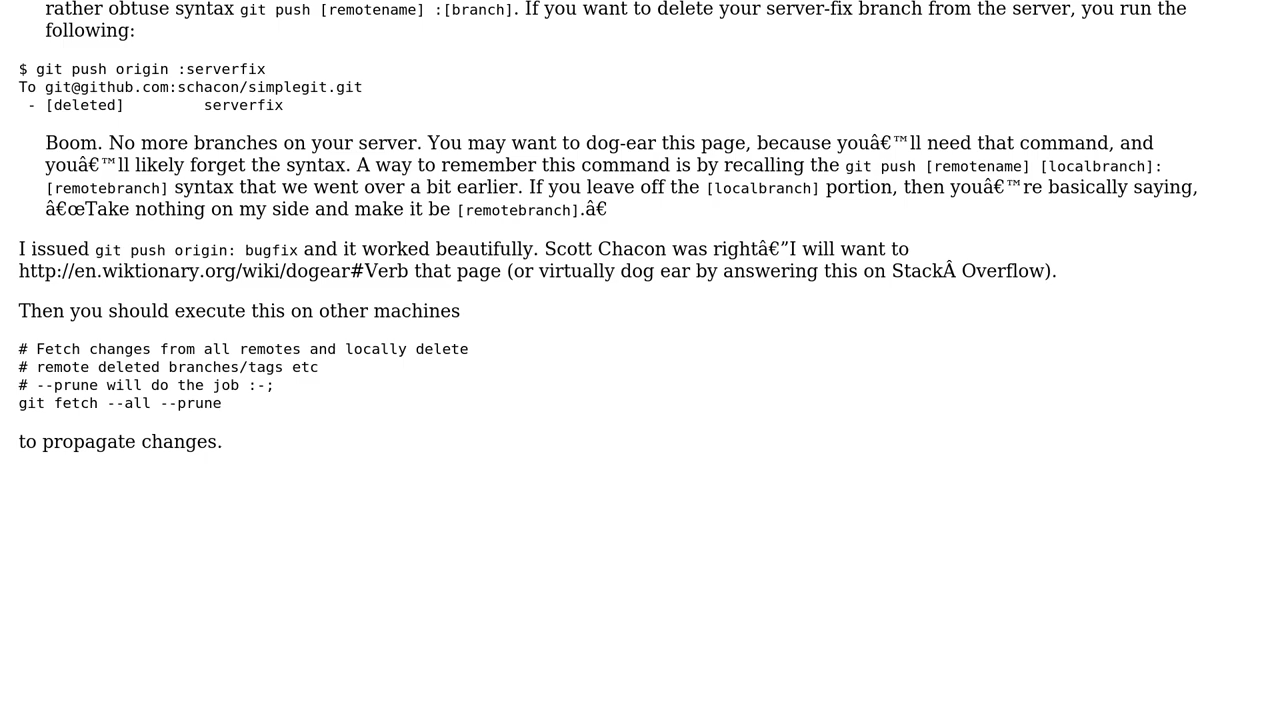 rather obtuse syntax git push [remotename] :[branch]. If you want to delete your server-fix branch from the server, you run the
following:
$ git push origin :serverfix
To git@github.com:schacon/simplegit.git
 - [deleted]         serverfix
Boom. No more branches on your server. You may want to dog-ear this page, because youâ€™ll need that command, and
youâ€™ll likely forget the syntax. A way to remember this command is by recalling the git push [remotename] [localbranch]:
[remotebranch] syntax that we went over a bit earlier. If you leave off the [localbranch] portion, then youâ€™re basically saying,
â€œTake nothing on my side and make it be [remotebranch].â€
I issued git push origin: bugfix and it worked beautifully. Scott Chacon was rightâ€”I will want to
http://en.wiktionary.org/wiki/dogear#Verb that page (or virtually dog ear by answering this on StackÂ Overflow).
Then you should execute this on other machines
# Fetch changes from all remotes and locally delete
# remote deleted branches/tags etc
# --prune will do the job :-;
git fetch --all --prune
to propagate changes.